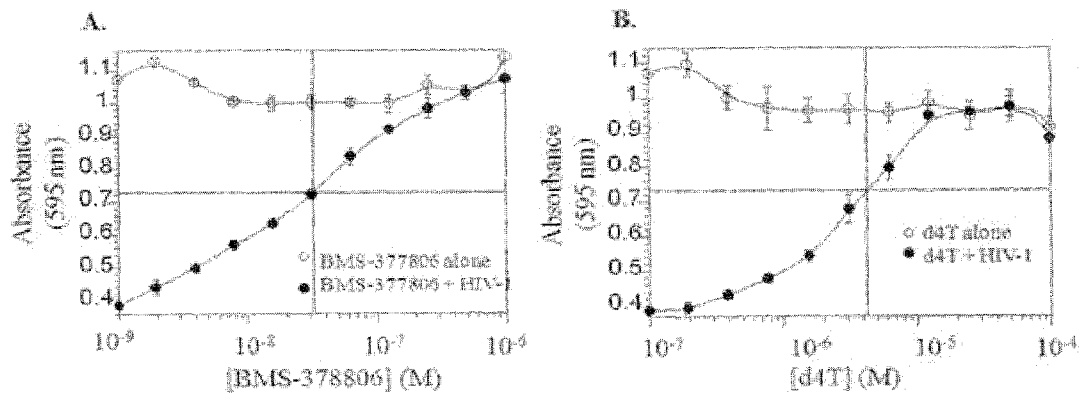 A.
Absorbance
(595 nm)
1.1
1
0.9
0.8
0.7
0.6
0.5
0.4
BMS-377806 alone
BMS-377806 + HIV-1
10⁻⁹
10⁻⁸
10⁻⁷
10⁻⁶
[BMS-378806] (M)
B.
Absorbance
(595 nm)
1.1
1
0.9
0.8
0.7
0.6
0.5
0.4
d4T alone
d4T + HIV-1
10⁻⁷
10⁻⁶
10⁻⁵
10⁻⁴
[d4T] (M)